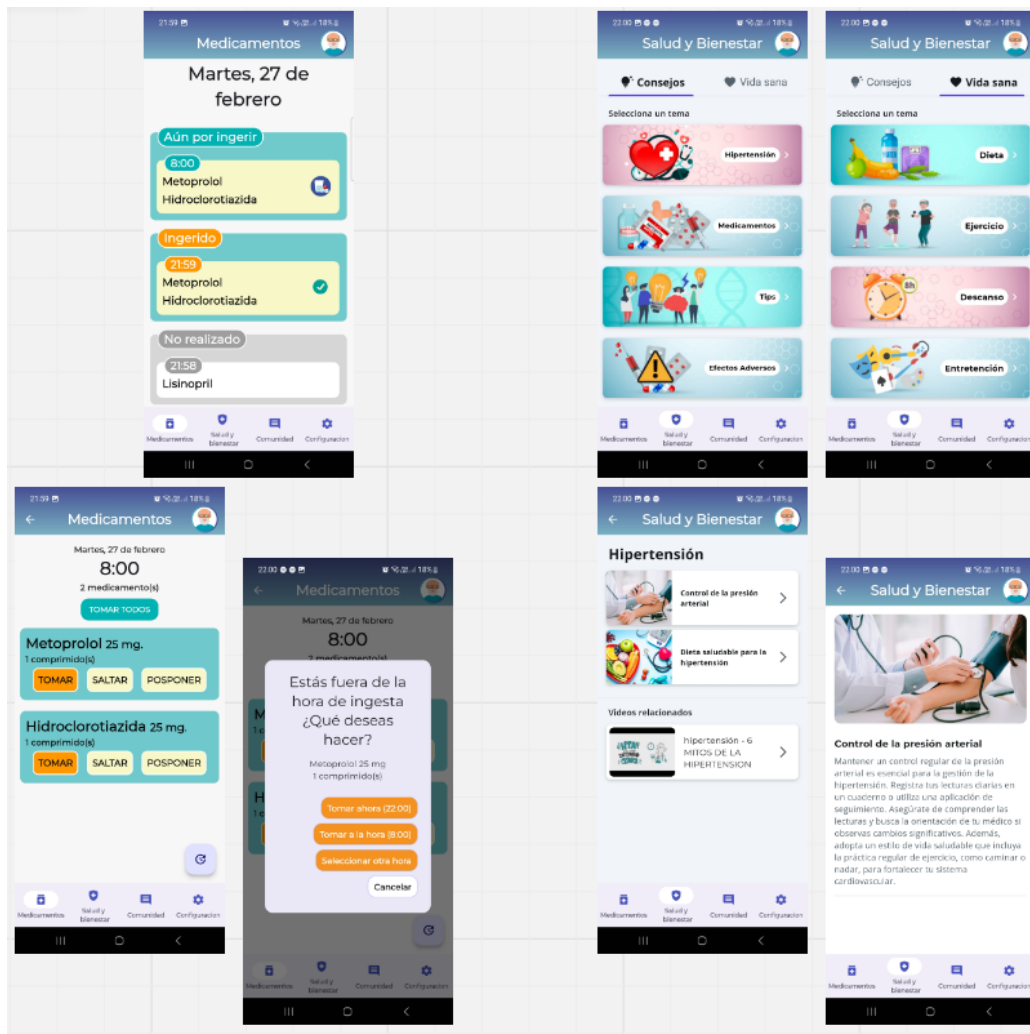 21:59
18%
Medicamentos
Martes, 27 de
febrero
Aún por ingerir
8:00
Metoprolol
Hidroclorotiazida
Ingerido
21:59
Metoprolol
Hidroclorotiazida
No realizado
21:58
Lisinopril
Medicamentos
Salud y
bienestar
Comunidad
Configuracion
22:00
18%
Salud y Bienestar
Consejos
Vida sana
Selecciona un tema
Hipertensión
Medicamentos
Tips
Efectos Adversos
Medicamentos
Salud y
bienestar
Comunidad
Configuracion
22:00
18%
Salud y Bienestar
Consejos
Vida sana
Selecciona un tema
Dieta
Ejercicio
8h
Descanso
Entretención
Medicamentos
Salud y
bienestar
Comunidad
Configuracion
21:59
18%
Medicamentos
Martes, 27 de febrero
8:00
2 medicamento(s)
TOMAR TODOS
Metoprolol 25 mg.
1 comprimido(s)
TOMAR
SALTAR
POSPONER
Hidroclorotiazida 25 mg.
1 comprimido(s)
TOMAR
SALTAR
POSPONER
Medicamentos
Salud y
bienestar
Comunidad
Configuracion
22:00
18%
Medicamentos
Martes, 27 de febrero
8:00
2 medicamento(s)
Estás fuera de la
hora de ingesta
¿Qué deseas
hacer?
Metoprolol 25 mg
1 comprimido(s)
Tomar ahora (22:00)
Tomar a la hora (8:00)
Seleccionar otra hora
Cancelar
Medicamentos
Salud y
bienestar
Comunidad
Configuracion
22:00
18%
Salud y Bienestar
Hipertensión
Control de la presión
arterial
Dieta saludable para la
hipertensión
Videos relacionados
hipertensión - 6
MITOS DE LA
HIPERTENSION
Medicamentos
Salud y
bienestar
Comunidad
Configuracion
22:00
18%
Salud y Bienestar
Control de la presión arterial
Mantener un control regular de la presión
arterial es esencial para la gestión de la
hipertensión. Registra tus lecturas diarias en
un cuaderno o utiliza una aplicación de
seguimiento. Asegúrate de comprender las
lecturas y busca la orientación de tu médico si
observas cambios significativos. Además,
adopta un estilo de vida saludable que incluya
la práctica regular de ejercicio, como caminar o
nadar, para fortalecer tu sistema
cardiovascular.
Medicamentos
Salud y
bienestar
Comunidad
Configuracion